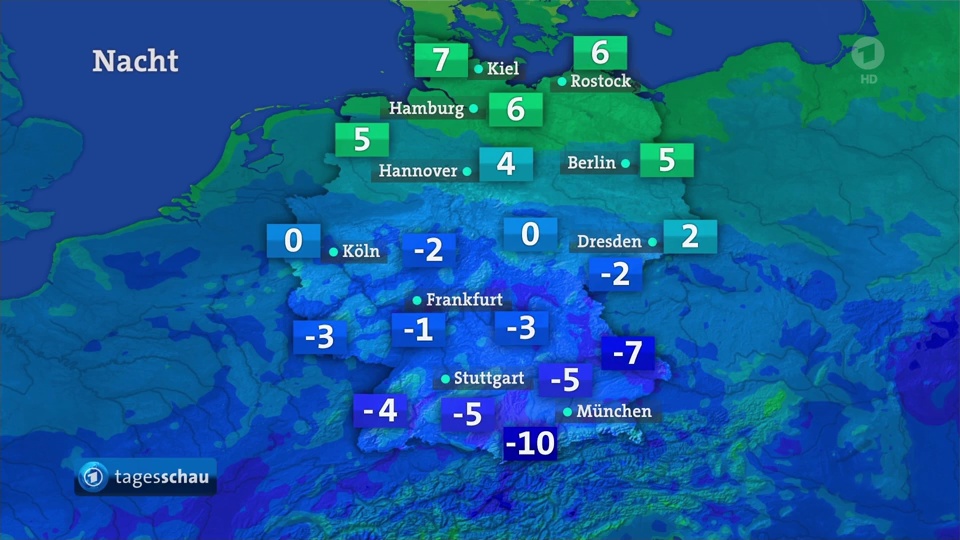 Nacht
7
6
Kiel
Rostock
HD
Hamburg
6
5
Hannover
4
Berlin
5
0
Köln
-2
0
Dresden
2
-2
Frankfurt
-3
-1
-3
-7
Stuttgart
-5
-4
-5
München
-10
1 tagesschau